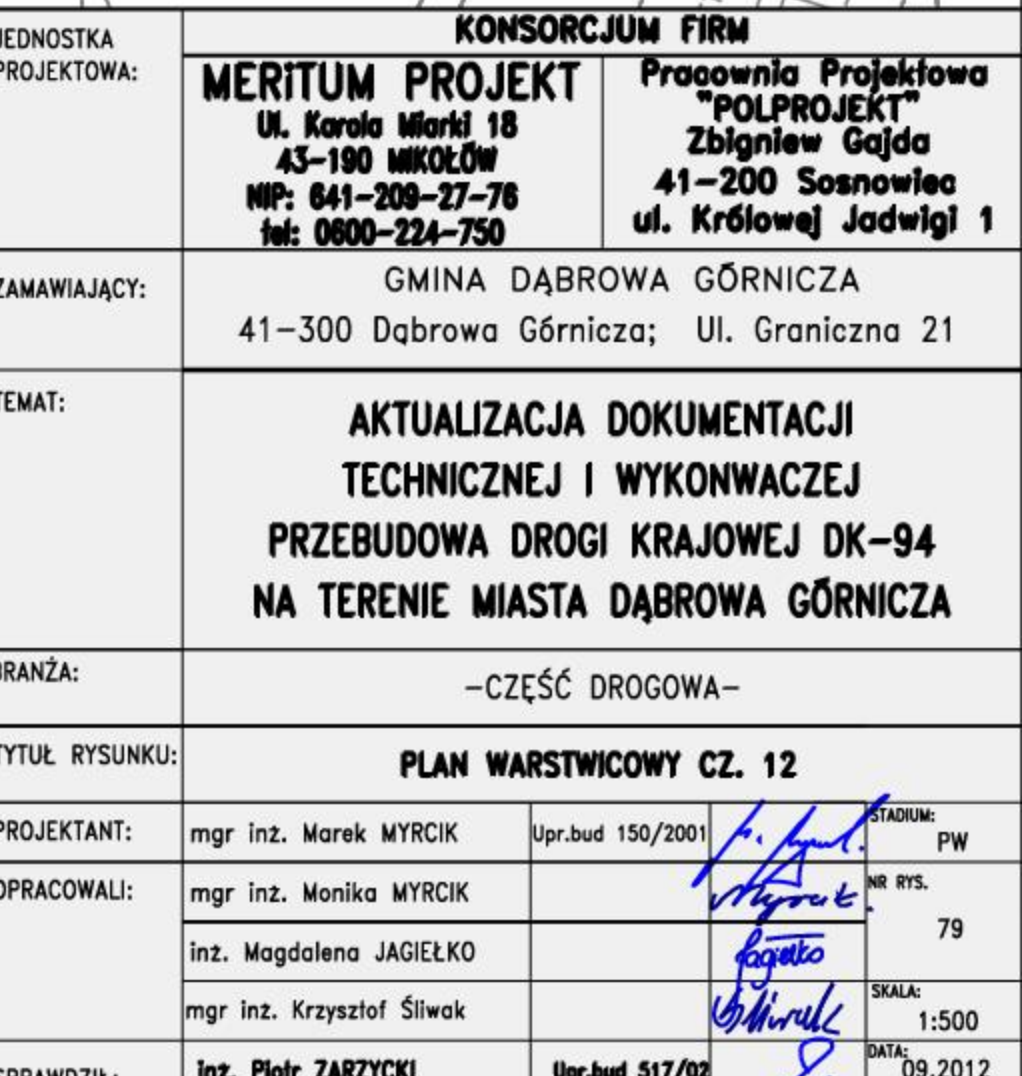 JEDNOSTKA
PROJEKTOWA:
KONSORCJUM FIRM
MERiTUM PROJEKT
Ul. Karola Miarki 18
43-190 MIKOŁÓW
NIP: 641-209-27-76
tel: 0600-224-750
Pracownia Projektowa
"POLPROJEKT"
Zbigniew Gajda
41-200 Sosnowiec
ul. Królowej Jadwigi 1
ZAMAWIAJĄCY:
GMINA DĄBROWA GÓRNICZA
41-300 Dąbrowa Górnicza; Ul. Graniczna 21
TEMAT:
AKTUALIZACJA DOKUMENTACJI
TECHNICZNEJ I WYKONWACZEJ
PRZEBUDOWA DROGI KRAJOWEJ DK-94
NA TERENIE MIASTA DĄBROWA GÓRNICZA
BRANŻA:
-CZĘŚĆ DROGOWA-
TYTUŁ RYSUNKU:
PLAN WARSTWICOWY CZ. 12
PROJEKTANT:
mgr inż. Marek MYRCIK
Upr.bud 150/2001
STADIUM:
PW
OPRACOWALI:
mgr inż. Monika MYRCIK
NR RYS.
79
inż. Magdalena JAGIEŁKO
mgr inż. Krzysztof Śliwak
SKALA:
1:500
SPRAWDZIŁ:
inż. Piotr ZARZYCKI
Upr.bud 517/02
DATA:
09.2012